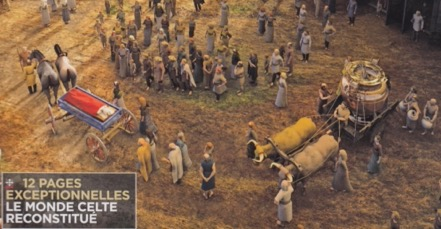 12 PAGES
EXCEPTIONNELLES
LE MONDE CELTE
RECONSTITUÉ